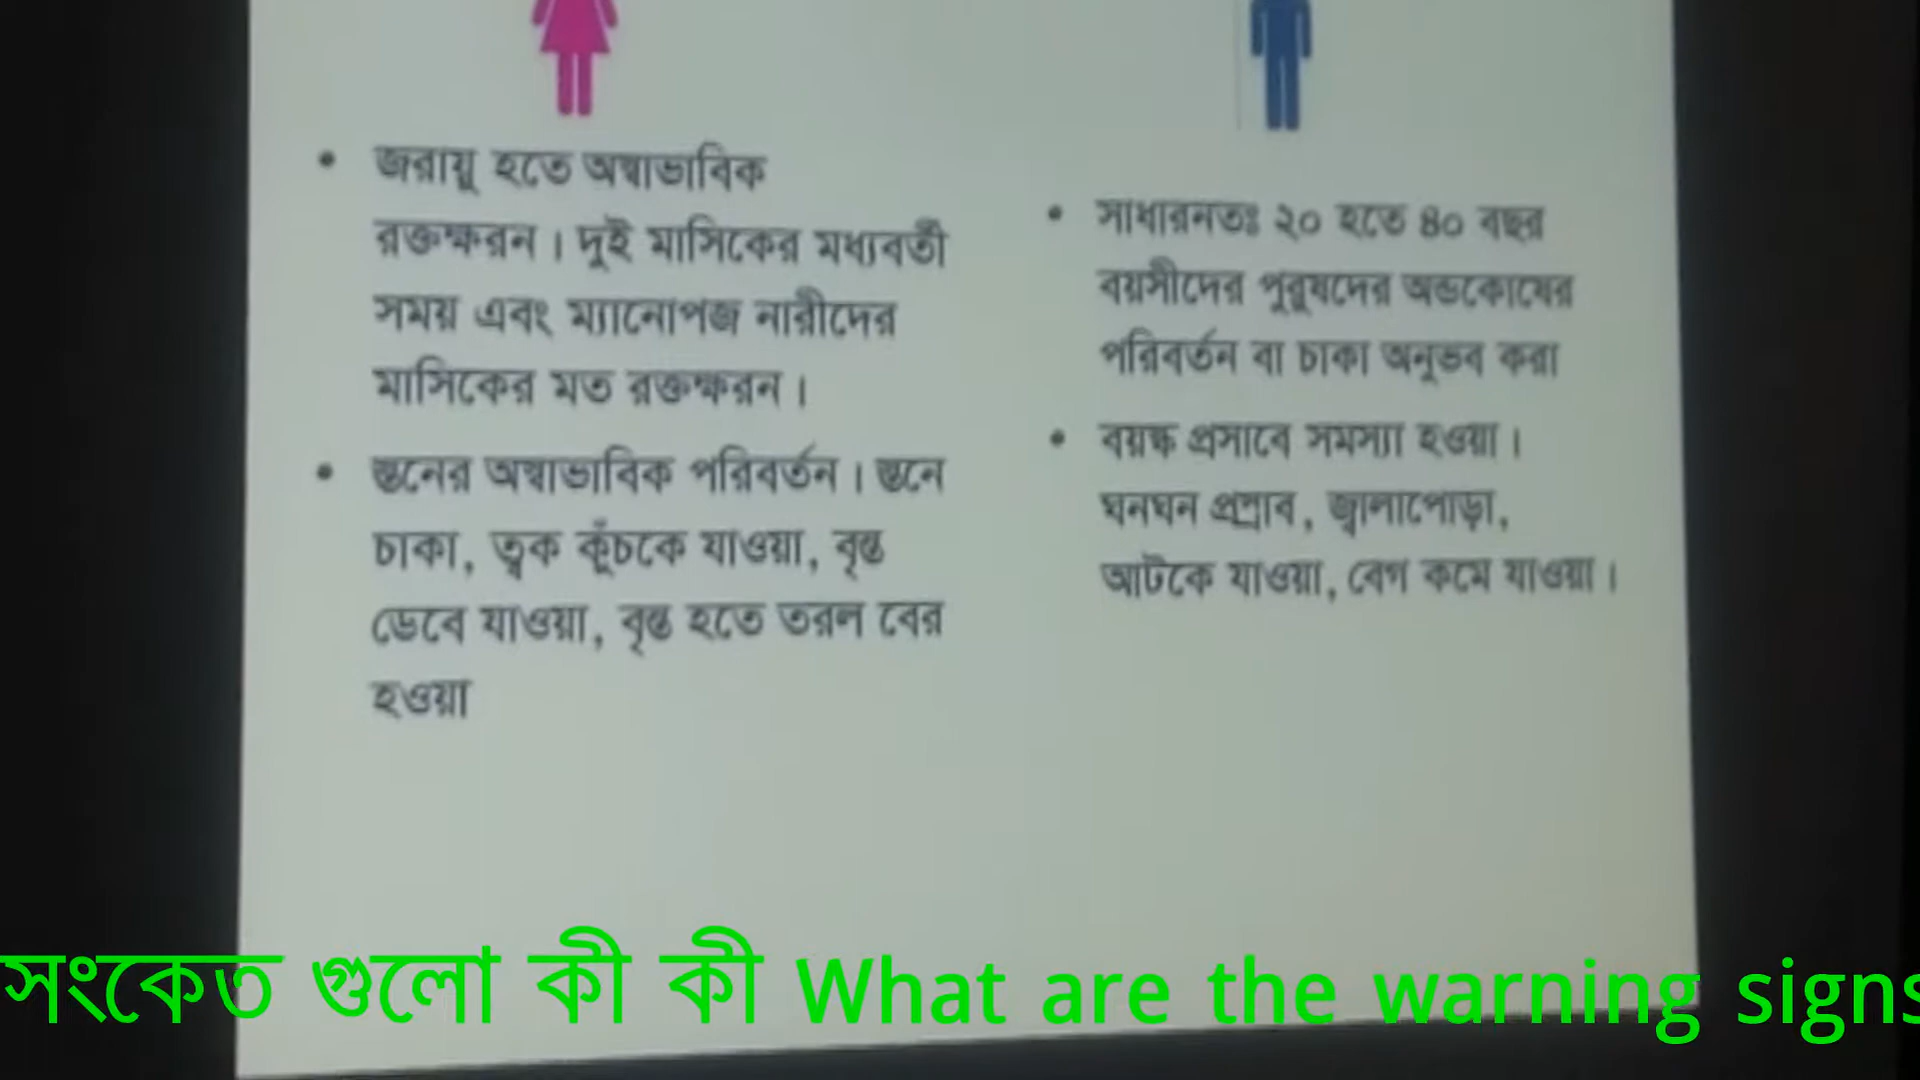 জরায়ু হতে অস্বাভাবিক
রক্তক্ষরন। দুই মাসিকের মধ্যবর্তী
সময় এবং ম্যানোপজ নারীদের
মাসিকের মত রক্তক্ষরন।
স্তনের অস্বাভাবিক পরিবর্তন। স্তনে
চাকা, ত্বক কুঁচকে যাওয়া, বৃন্ত
ডেবে যাওয়া, বৃন্ত হতে তরল বের
হওয়া
সাধারনতঃ ২০ হতে ৪০ বছর
বয়সীদের পুরুষদের অন্ডকোষের
পরিবর্তন বা চাকা অনুভব করা
বয়স্ক প্রসাবে সমস্যা হওয়া।
ঘনঘন প্রস্রাব, জ্বালাপোড়া,
আটকে যাওয়া, বেগ কমে যাওয়া।
সংকেত গুলো কী কী What are the warning signs